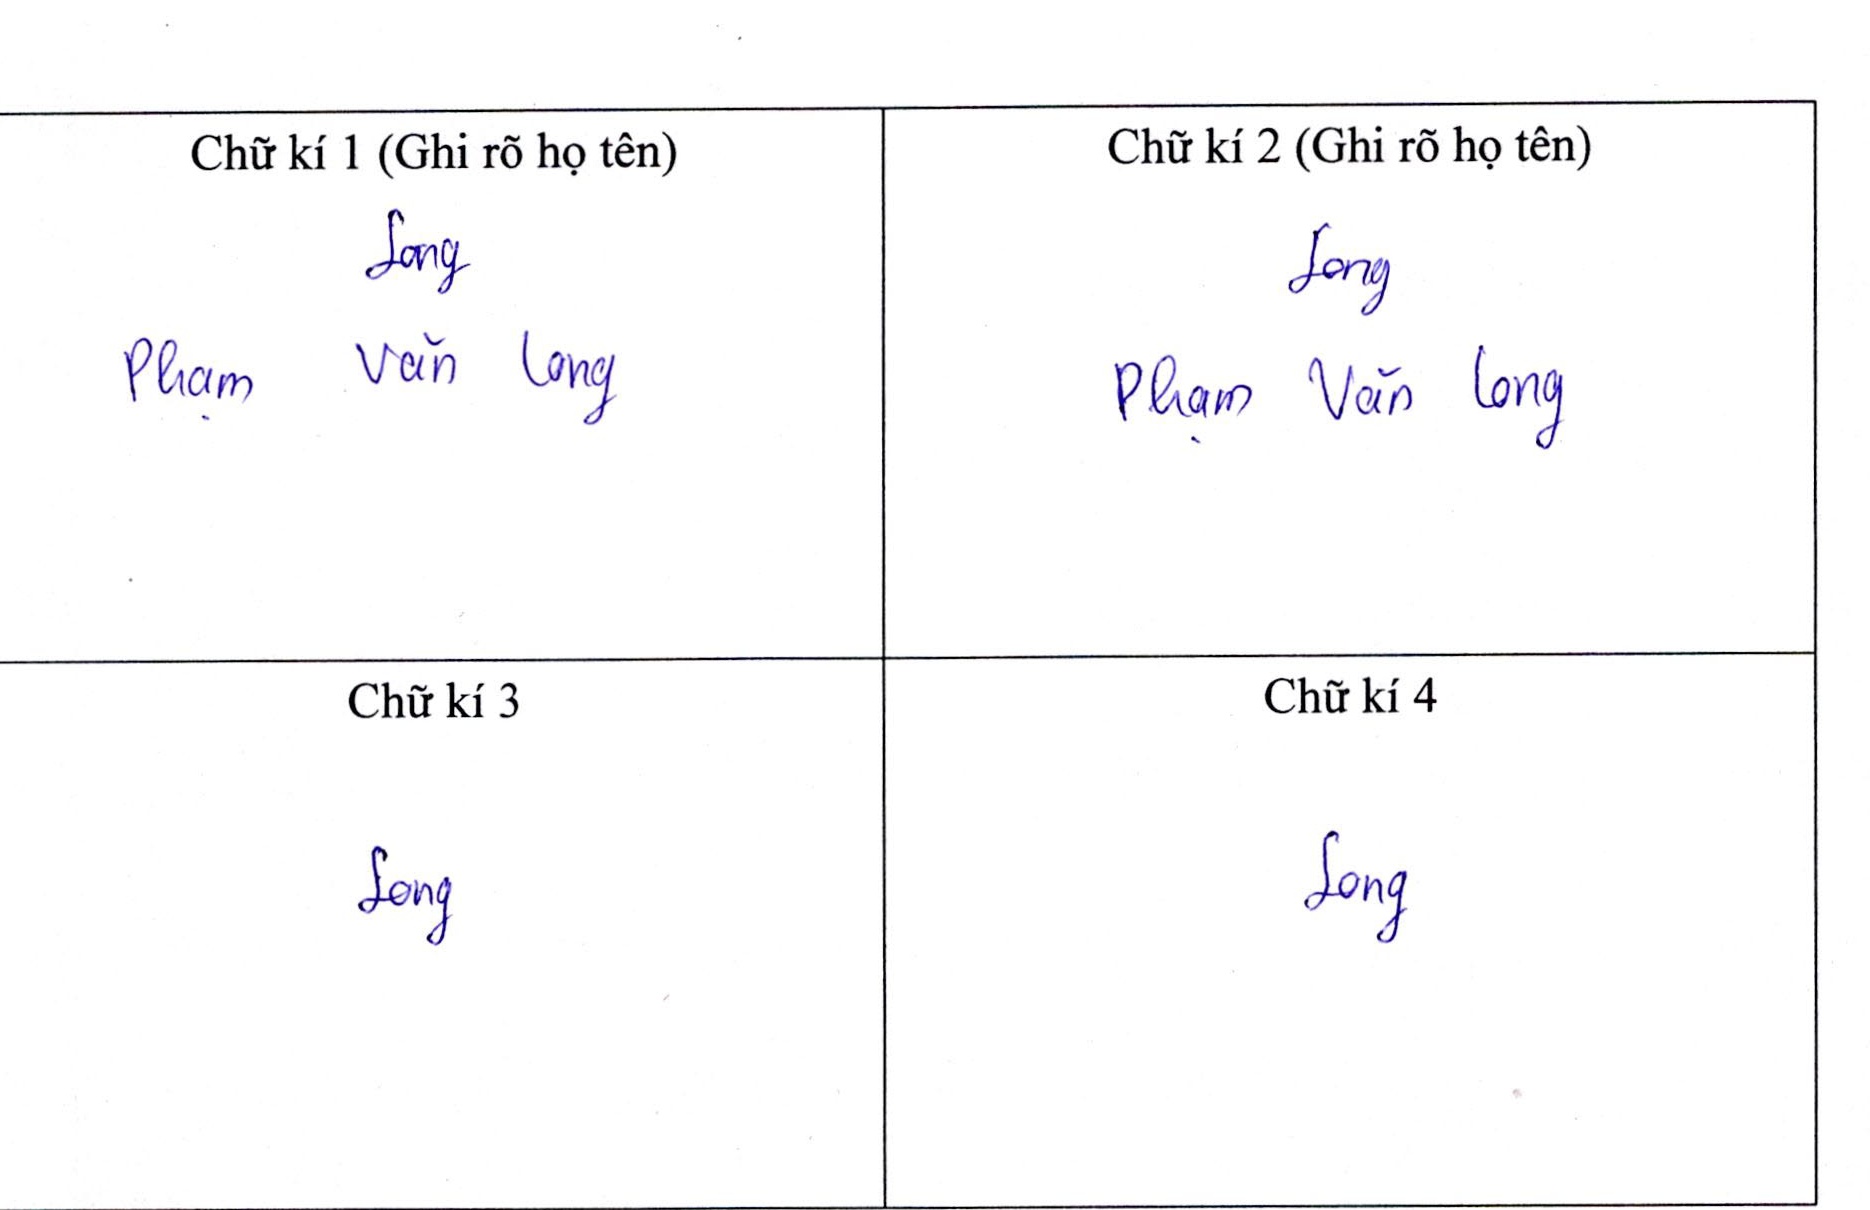 Chữ kí 1 (Ghi rõ họ tên)
Long
Phạm Văn Long
Chữ kí 2 (Ghi rõ họ tên)
Long
Phạm Văn Long
Chữ kí 3
Long
Chữ kí 4
Long